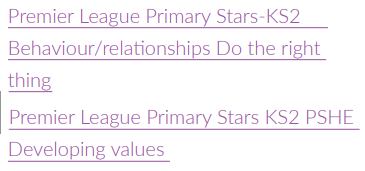 Premier League Primary Stars-KS2
Behaviour/relationships Do the right
thing
Premier League Primary Stars KS2 PSHE
Developing values